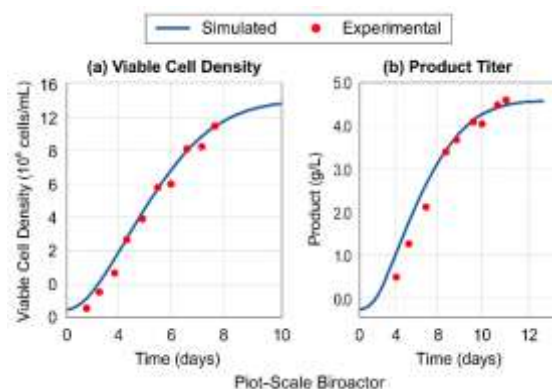 Simulated Experimental
(a) Viable Cell Density
16
12
8
6
4
2
0
0
0 4 6 8 10
Viable Cell Density (10⁶ cells/mL)
Time (days)
(b) Product Titer
5.0
4.0
3.0
2.0
1.0
0.0
0 4 8 10 12
Product (g/L)
Time (days)
Piot-Scale Biroactor